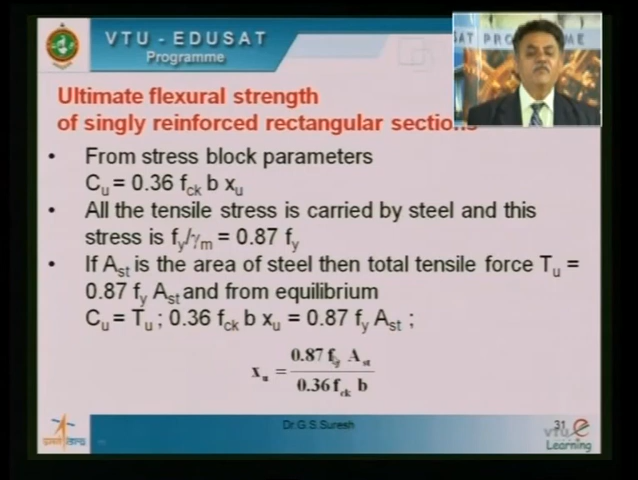 VTU - EDUSAT
Programme
AT PRO ME
Ultimate flexural strength
of singly reinforced rectangular section
• From stress block parameters
Cu = 0.36 fck b xu
• All the tensile stress is carried by steel and this
stress is fy/γm = 0.87 fy
• If Ast is the area of steel then total tensile force Tu =
0.87 fy Ast and from equilibrium
Cu = Tu ; 0.36 fck b xu = 0.87 fy Ast ;
xu = 0.87 fy Ast / 0.36 fck b
Dr.G.S.Suresh
31
vtu e
Learning